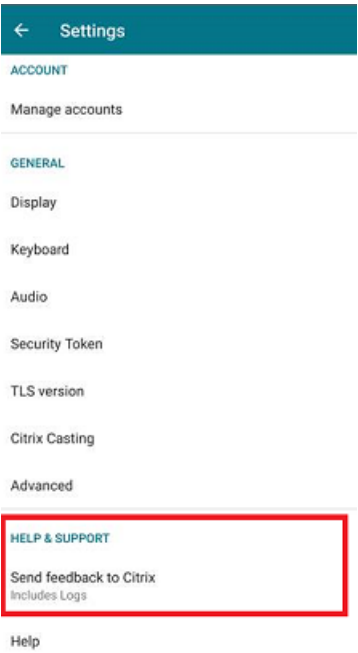 Settings
ACCOUNT
Manage accounts
GENERAL
Display
Keyboard
Audio
Security Token
TLS version
Citrix Casting
Advanced
HELP & SUPPORT
Send feedback to Citrix
Includes Logs
Help